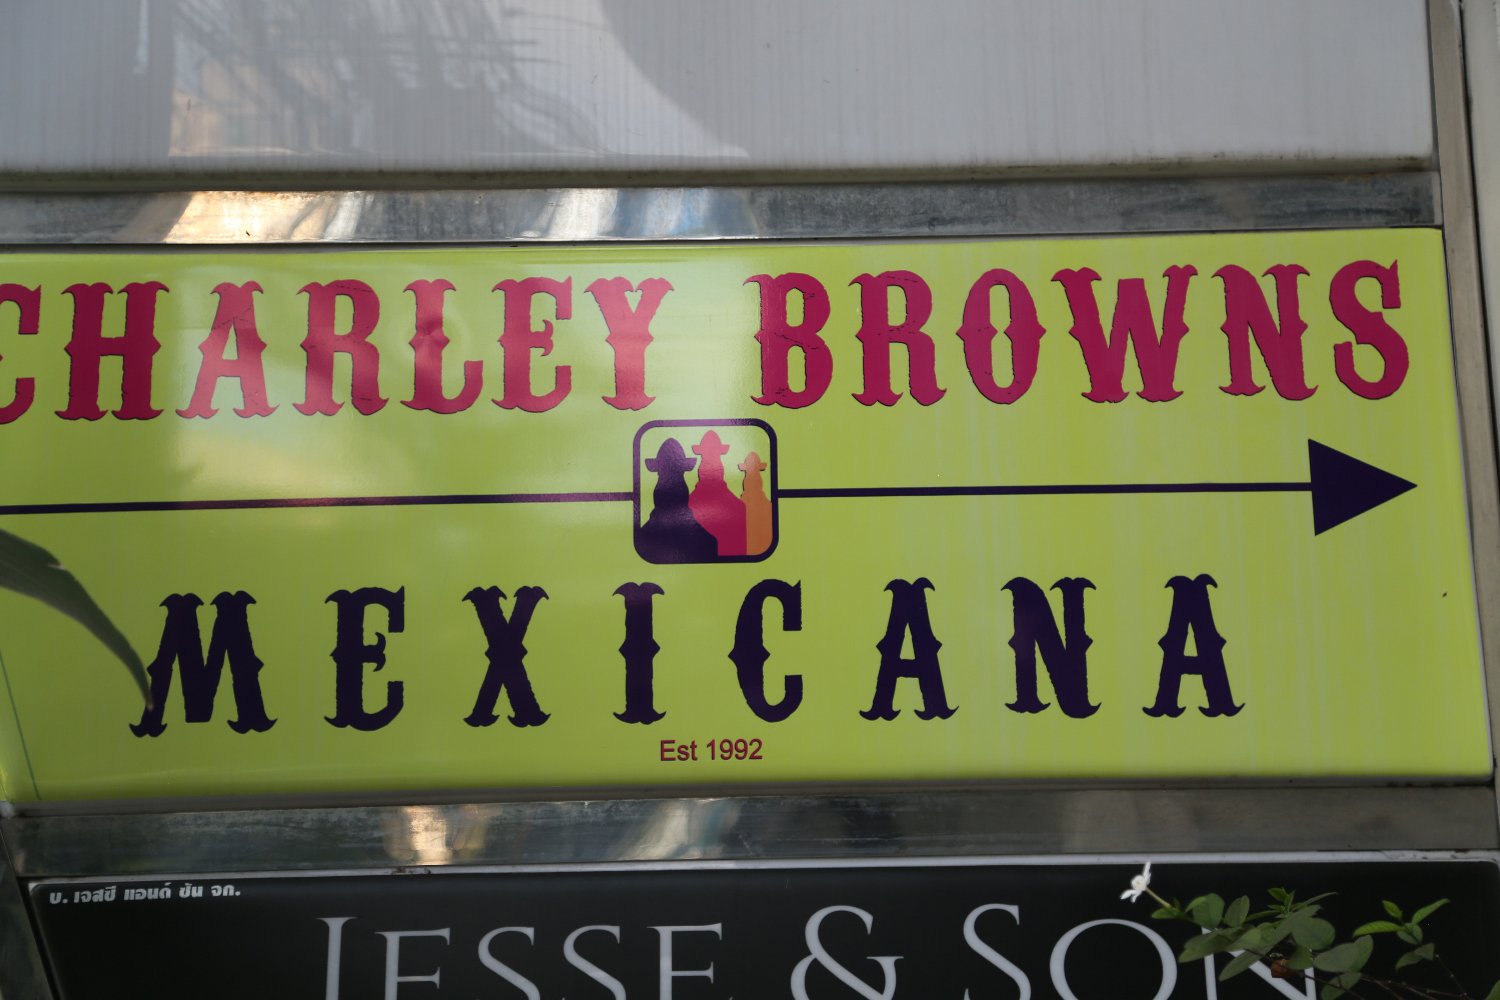 CHARLEY BROWNS
MEXICANA
Est 1992
บ. เจสซี แอนด์ ซัน จก.
JESSE & SON